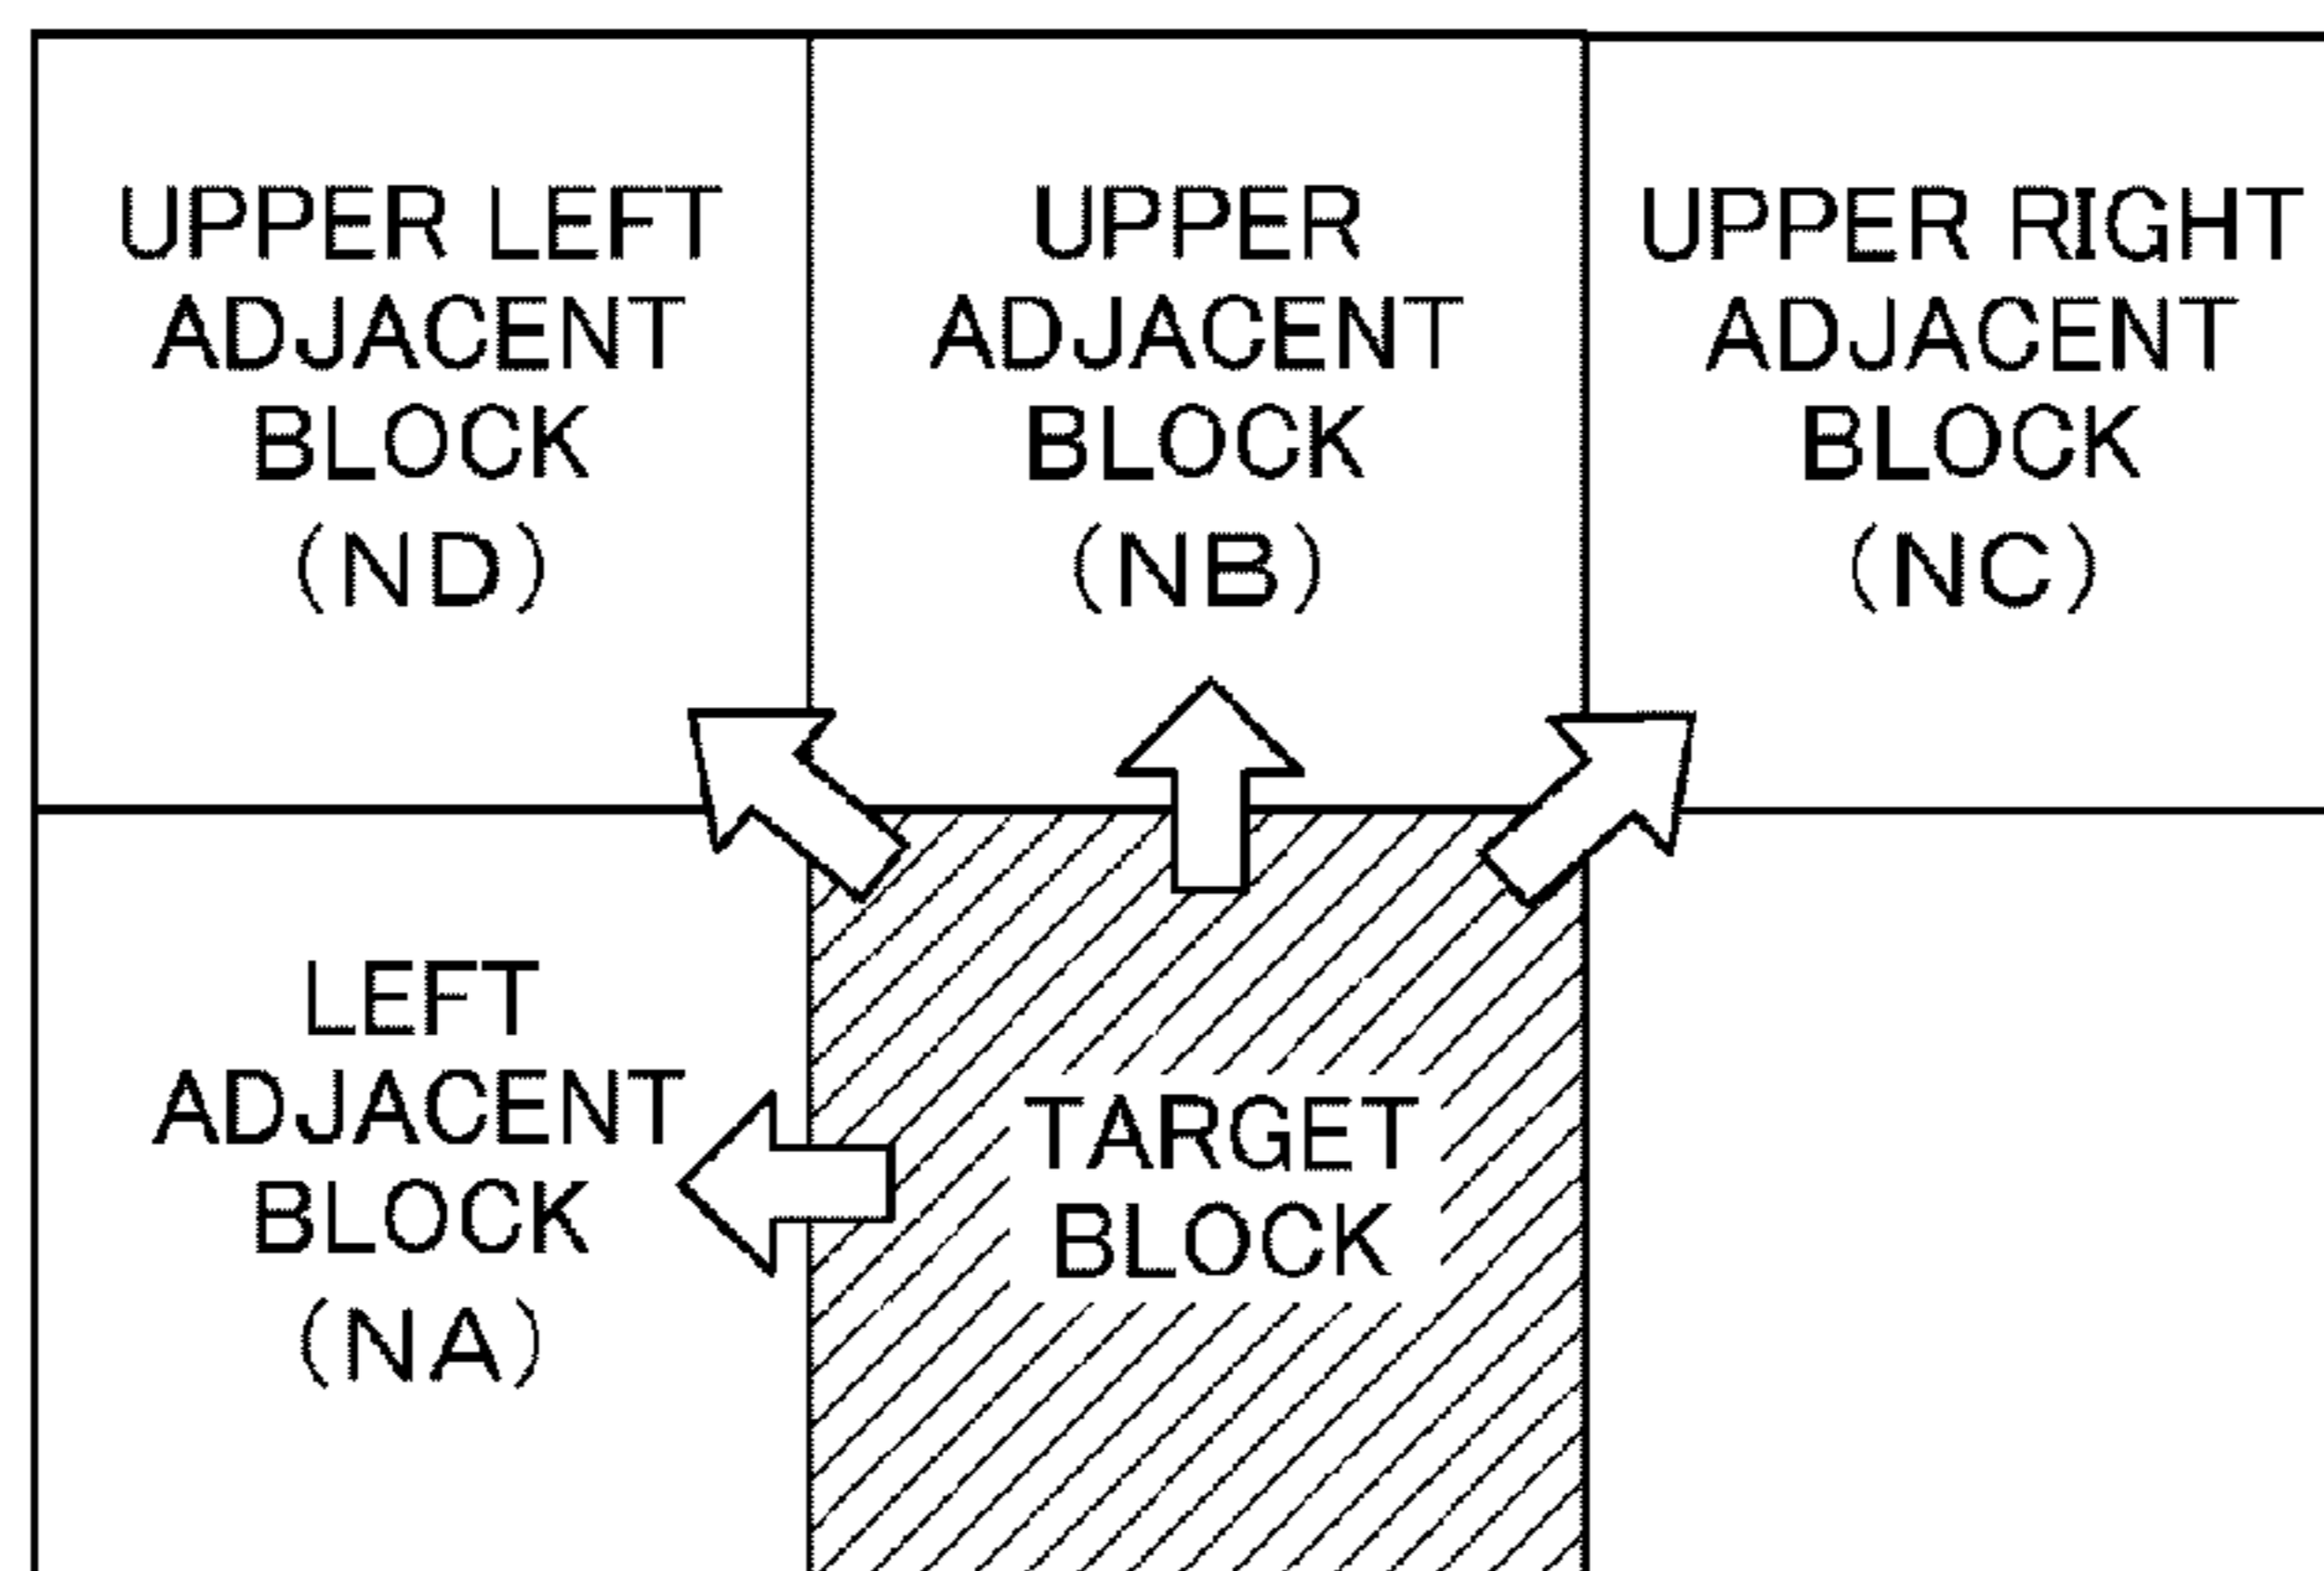 UPPER LEFT
ADJACENT
BLOCK
(ND)
UPPER
ADJACENT
BLOCK
(NB)
UPPER RIGHT
ADJACENT
BLOCK
(NC)
LEFT
ADJACENT
BLOCK
(NA)
TARGET
BLOCK